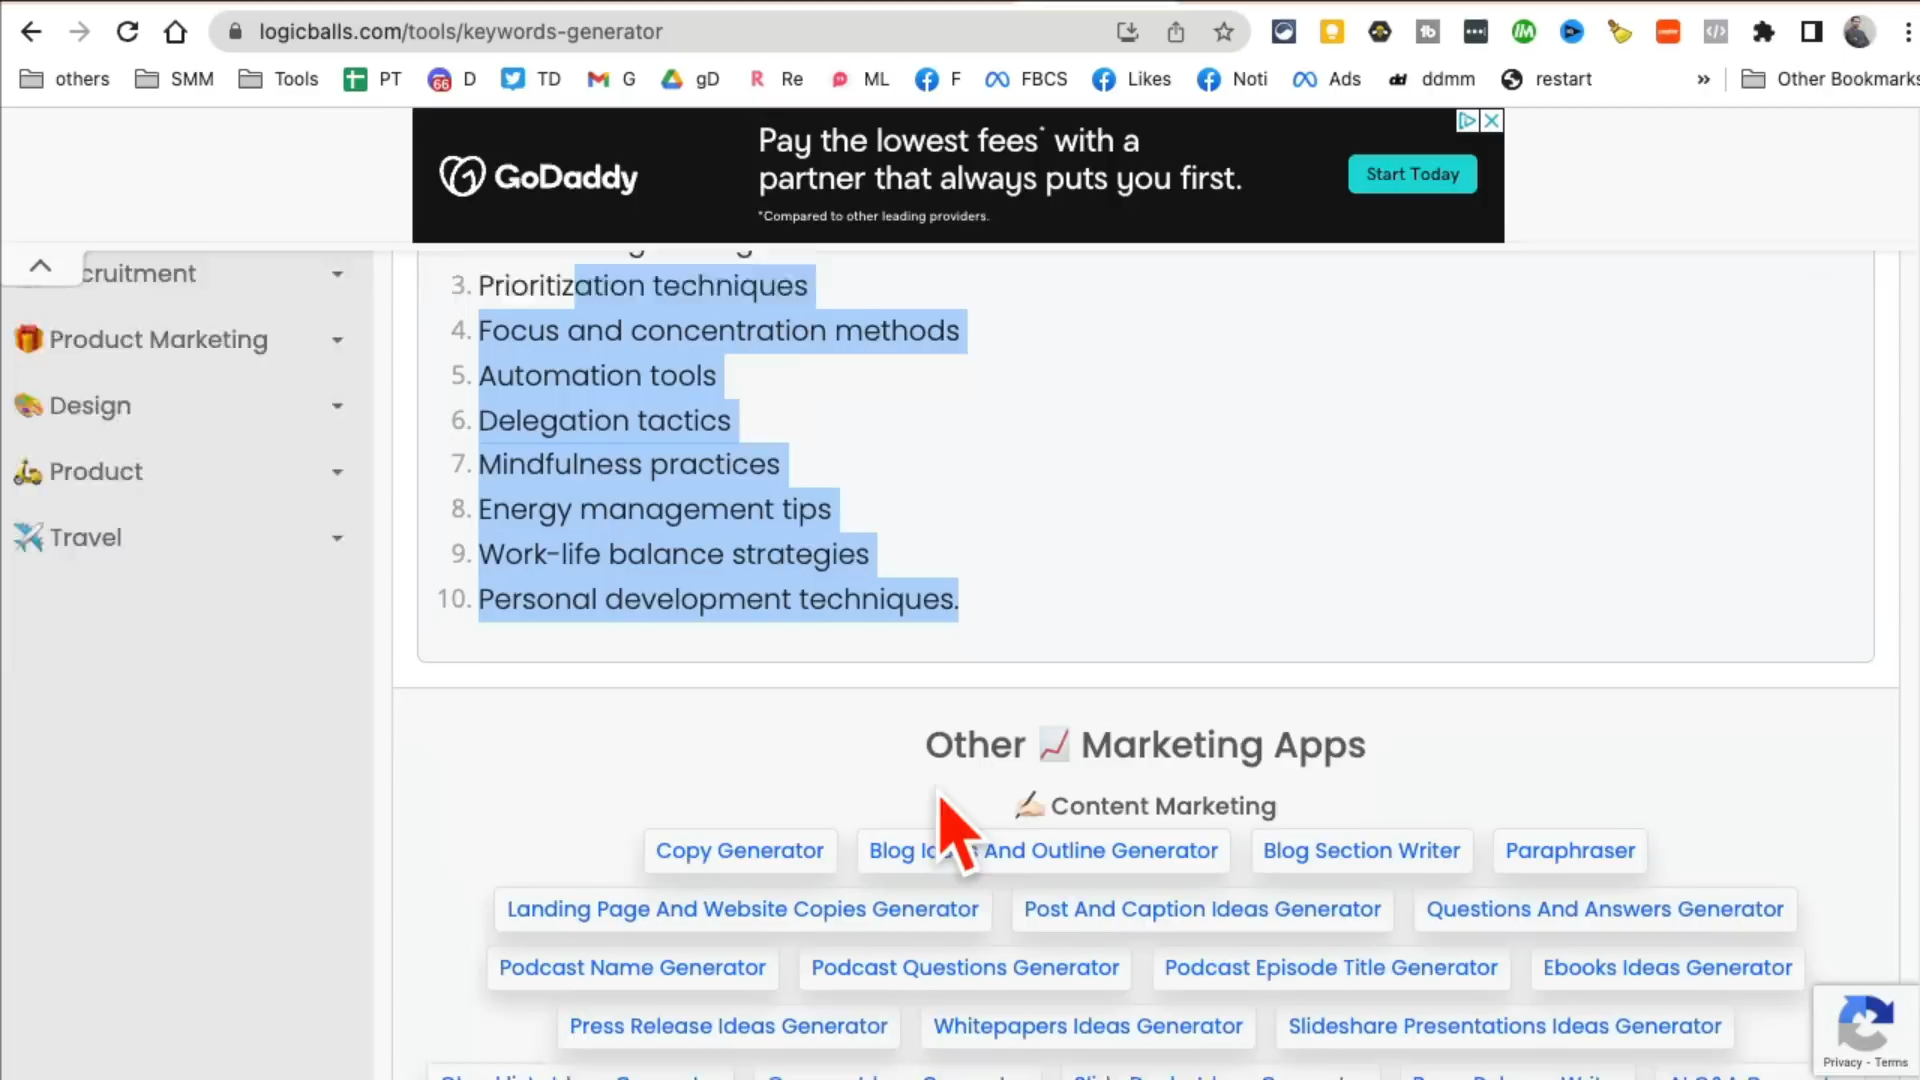 logicballs.com/tools/keywords-generator
others SMM Tools PT D TD G gD Re ML F FBCS Likes Noti Ads ddmm restart » Other Bookmarks
GoDaddy
Pay the lowest fees* with a
partner that always puts you first.
*Compared to other leading providers.
Start Today
cruitment
Product Marketing
Design
Product
Travel
3. Prioritization techniques
4. Focus and concentration methods
5. Automation tools
6. Delegation tactics
7. Mindfulness practices
8. Energy management tips
9. Work-life balance strategies
10. Personal development techniques.
Other Marketing Apps
Content Marketing
Copy Generator Blog And Outline Generator Blog Section Writer Paraphraser
Landing Page And Website Copies Generator Post And Caption Ideas Generator Questions And Answers Generator
Podcast Name Generator Podcast Questions Generator Podcast Episode Title Generator Ebooks Ideas Generator
Press Release Ideas Generator Whitepapers Ideas Generator Slideshare Presentations Ideas Generator
Privacy - Terms